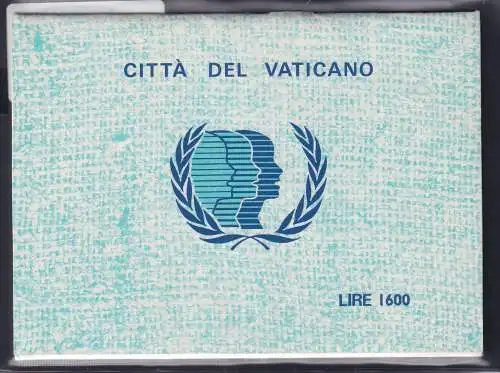 CITTÀ DEL VATICANO
LIRE 1600